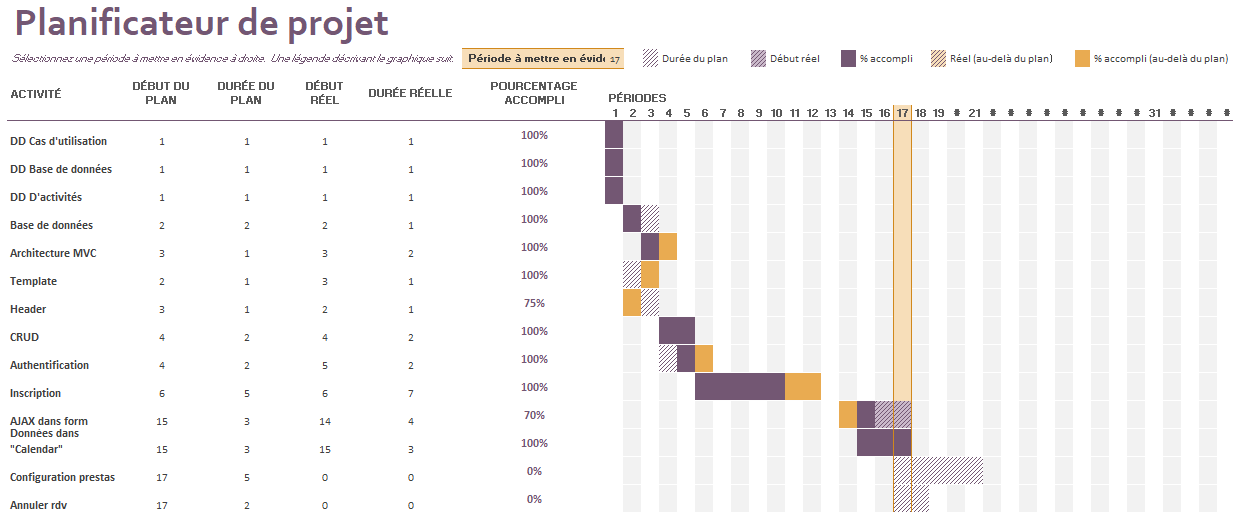 Planificateur de projet
Sélectionnez une période à mettre en évidence à droite. Une légende décrivant le graphique suit.
Période à mettre en évide 17
Durée du plan
Début réel
% accompli
Réel (au-delà du plan)
% accompli (au-delà du plan)
ACTIVITÉ DÉBUT DU PLAN DURÉE DU PLAN DÉBUT RÉEL DURÉE RÉELLE POURCENTAGE ACCOMPLI PÉRIODES
1 2 3 4 5 6 7 8 9 10 11 12 13 14 15 16 17 18 19 # 21 # # # # # # # # # 31 # # # #
DD Cas d'utilisation 1 1 1 1 100%
DD Base de données 1 1 1 1 100%
DD D'activités 1 1 1 1 100%
Base de données 2 2 2 1 100%
Architecture MVC 3 1 3 2 100%
Template 2 1 3 1 100%
Header 3 1 2 1 75%
CRUD 4 2 4 2 100%
Authentification 4 2 5 2 100%
Inscription 6 5 6 7 100%
AJAX dans form 15 3 14 4 70%
Données dans
"Calendar" 15 3 15 3 100%
Configuration prestas 17 5 0 0 0%
Annuler rdv 17 2 0 0 0%